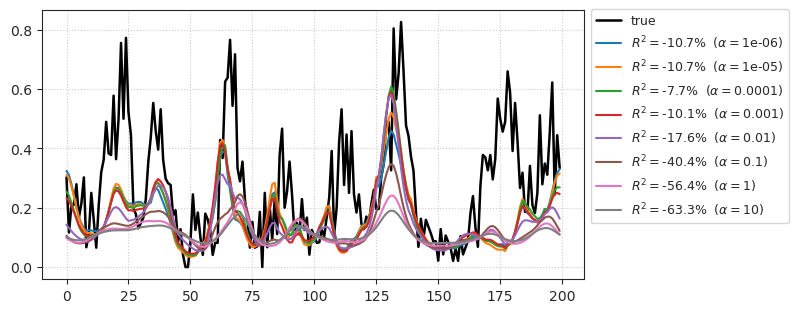 true
R² = -10.7% (α = 1e-06)
R² = -10.7% (α = 1e-05)
R² = -7.7% (α = 0.0001)
R² = -10.1% (α = 0.001)
R² = -17.6% (α = 0.01)
R² = -40.4% (α = 0.1)
R² = -56.4% (α = 1)
R² = -63.3% (α = 10)
0.8
0.6
0.4
0.2
0.0
0 25 50 75 100 125 150 175 200